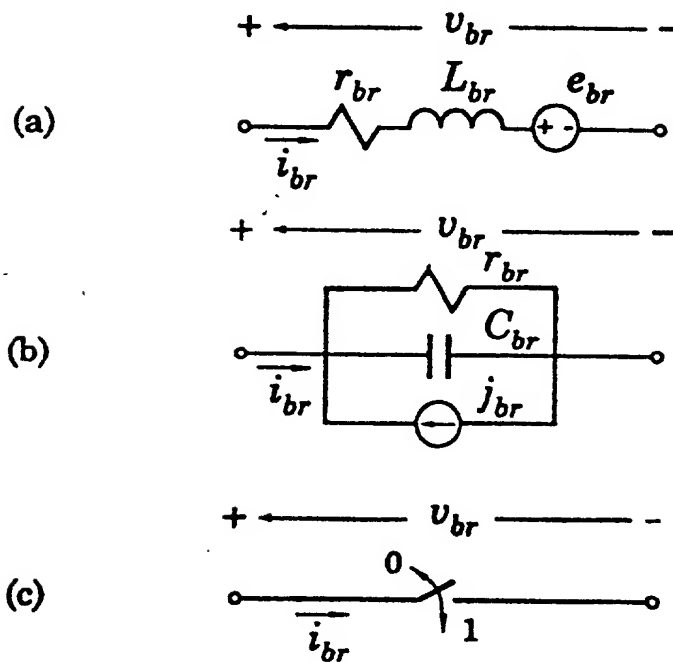 + v_br −
r_br L_br e_br
(a)
+ -
i_br
+ v_br −
r_br
(b)
C_br
i_br
j_br
+ v_br -
0
(c)
i_br
1